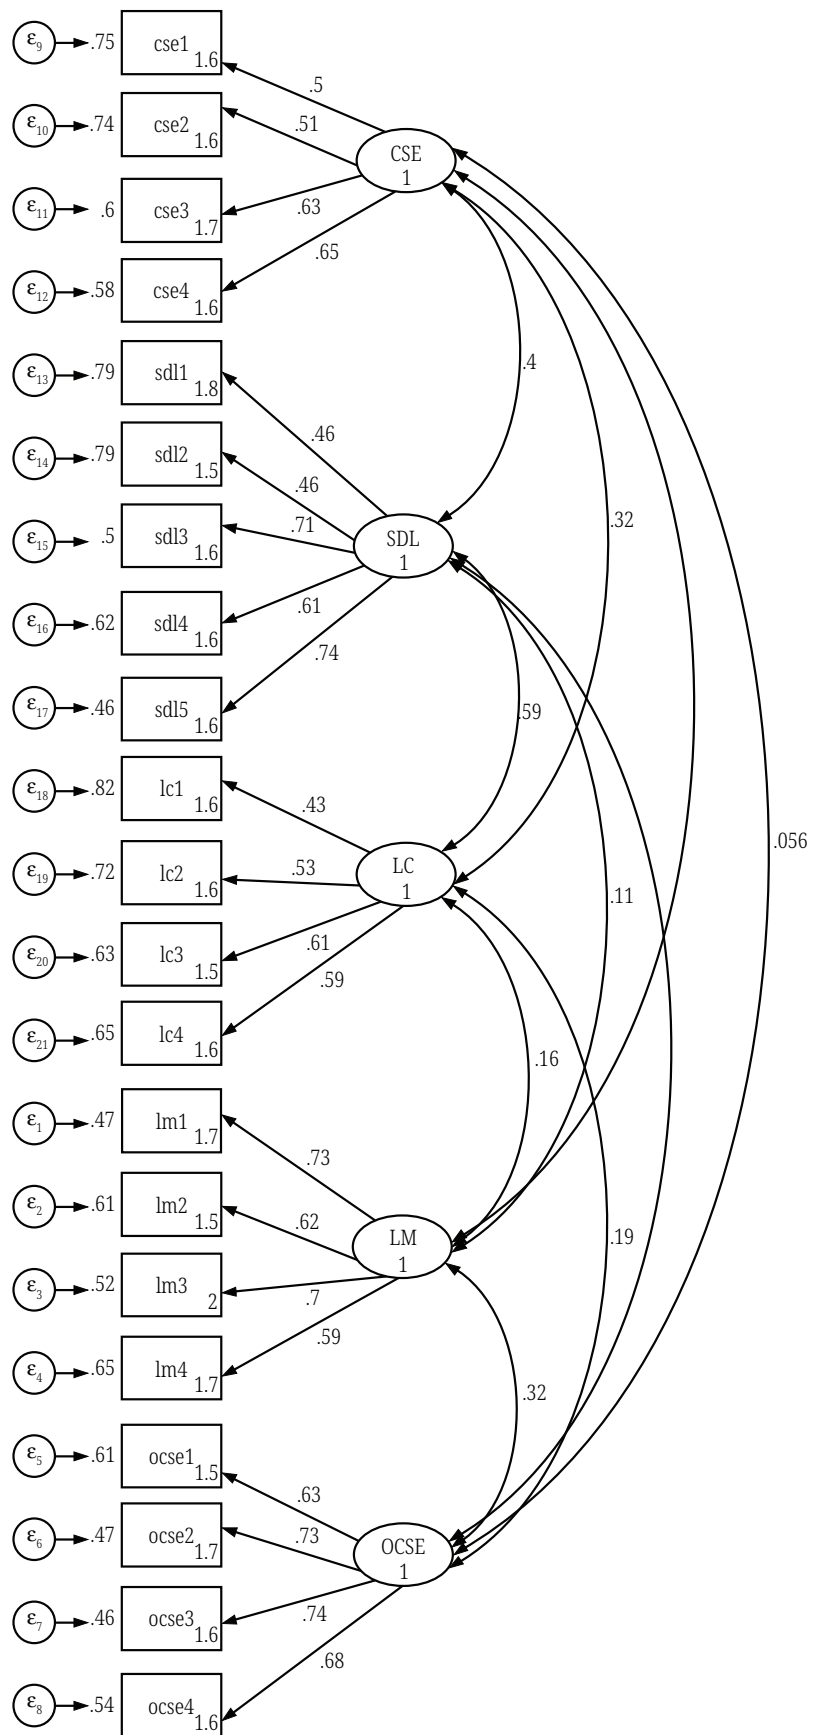 ε9 .75 cse1 1.6
.5
ε10 .74 cse2 1.6
.51
CSE
1
ε11 .6 cse3 1.7
.63
.65
ε12 .58 cse4 1.6
ε13 .79 sdl1 1.8
.4
.46
ε14 .79 sdl2 1.5
.46
.32
ε15 .5 sdl3 1.6
.71
SDL
1
ε16 .62 sdl4 1.6
.61
.74
ε17 .46 sdl5 1.6
.59
ε18 .82 lc1 1.6
.43
.056
ε19 .72 lc2 1.6
.53
LC
1
.11
ε20 .63 lc3 1.5
.61
.59
ε21 .65 lc4 1.6
.16
ε1 .47 lm1 1.7
.73
ε2 .61 lm2 1.5
.62
LM
1
.19
ε3 .52 lm3 2
.7
.59
ε4 .65 lm4 1.7
.32
ε5 .61 ocse1 1.5
.63
ε6 .47 ocse2 1.7
.73
OCSE
1
ε7 .46 ocse3 1.6
.74
.68
ε8 .54 ocse4 1.6